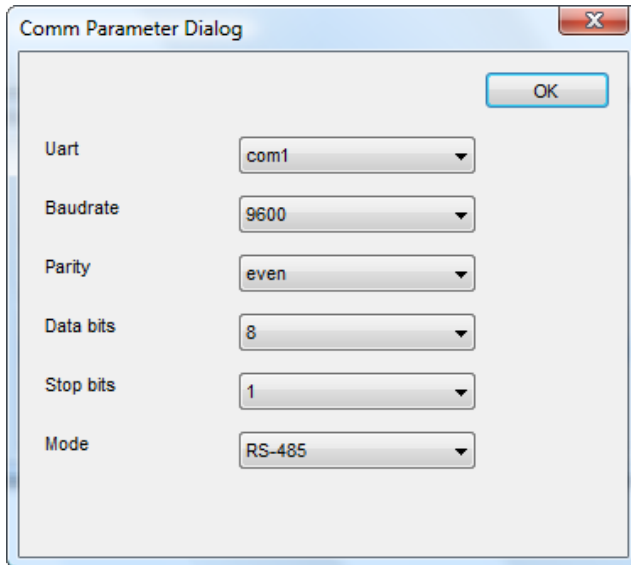 Comm Parameter Dialog
OK
Uart com1
Baudrate 9600
Parity even
Data bits 8
Stop bits 1
Mode RS-485